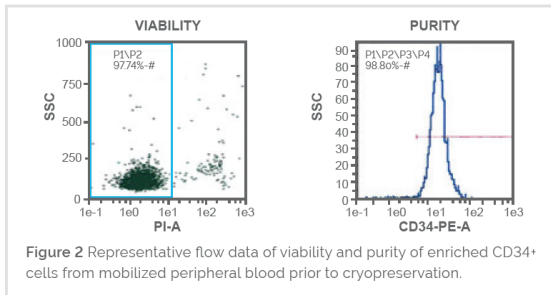 VIABILITY
P1\P2
97.74%-#
1000
750
500
250
0
SSC
1e-1 1e0 1e1 1e2 1e3
PI-A
PURITY
P1\P2\P3\P4
98.80%-#
90
80
70
60
50
40
30
20
10
0
SSC
1e-1 1e0 1e1 1e2 1e3
CD34-PE-A
Figure 2 Representative flow data of viability and purity of enriched CD34+
cells from mobilized peripheral blood prior to cryopreservation.